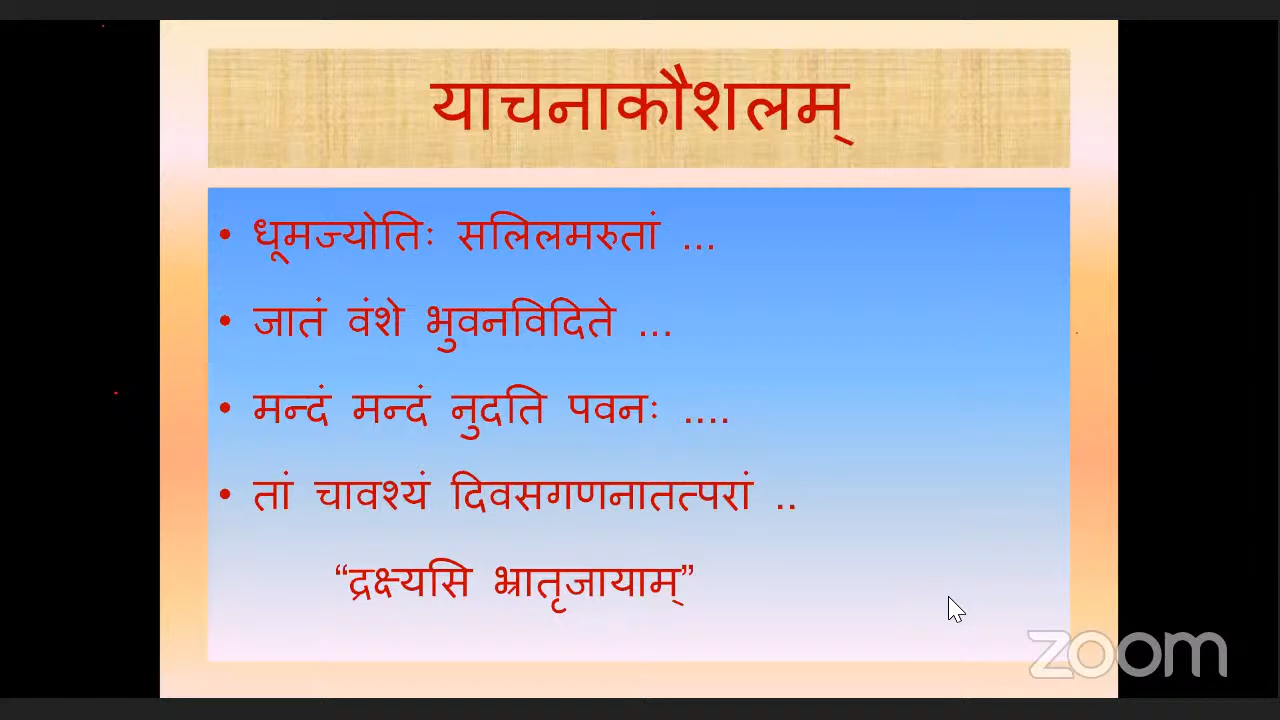 याचनाकौशलम्
• धूमज्योतिः सलिलमरुतां ...
• जातं वंशे भुवनविदिते ...
• मन्दं मन्दं नुदति पवनः ....
• तां चावश्यं दिवसगणनातत्परां ..
“द्रक्ष्यसि भ्रातृजायाम्”
zoom